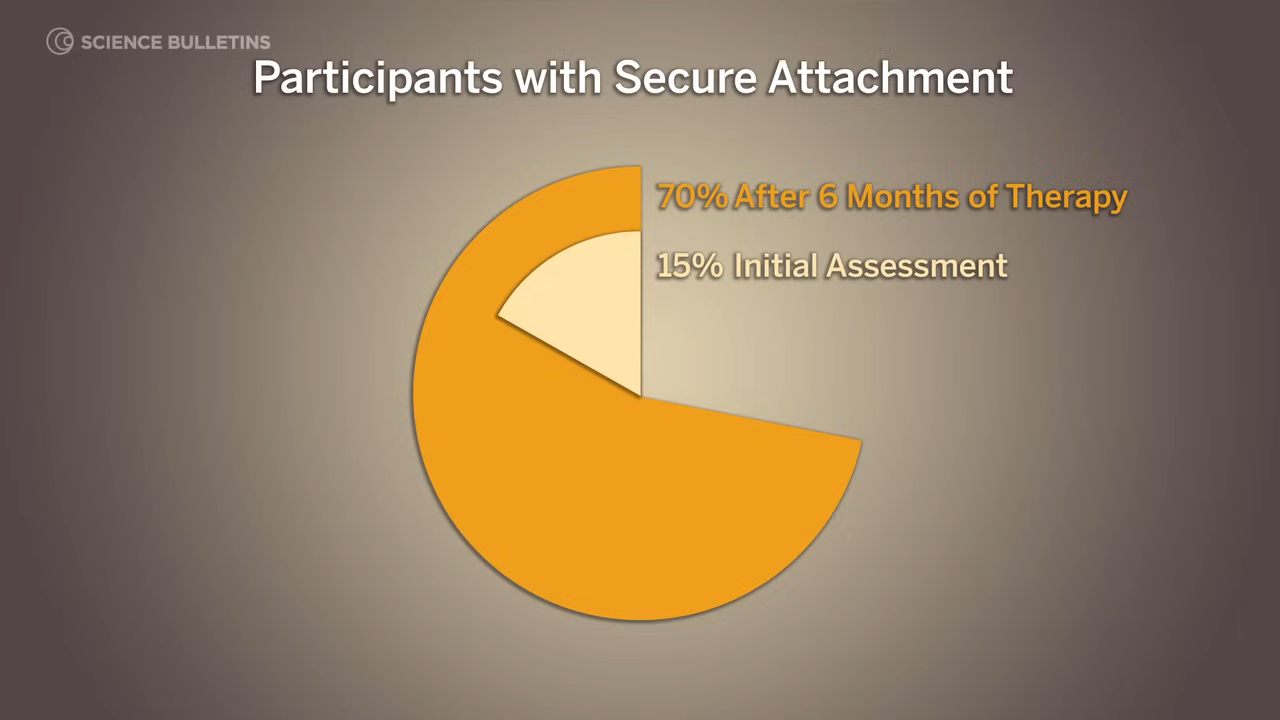 SCIENCE BULLETINS
Participants with Secure Attachment
70% After 6 Months of Therapy
15% Initial Assessment